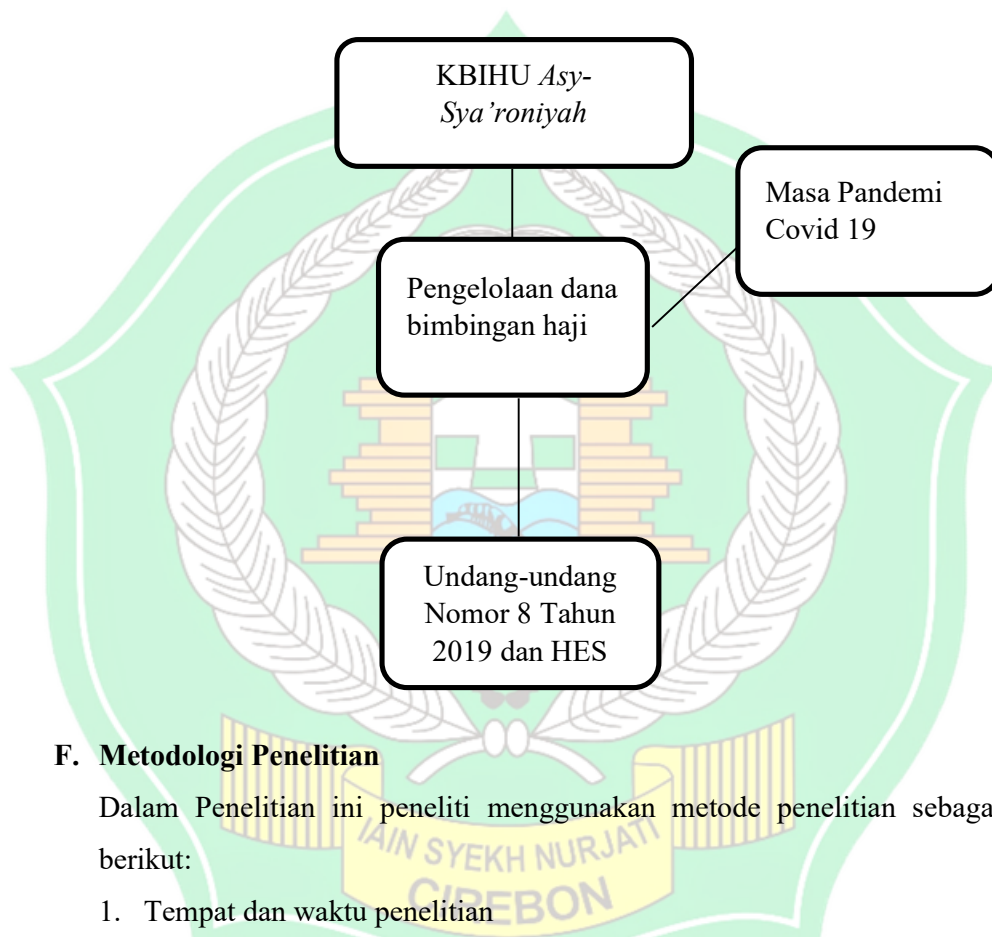 KBIHU Asy-
Sya’roniyah
Masa Pandemi
Covid 19
Pengelolaan dana
bimbingan haji
Undang-undang
Nomor 8 Tahun
2019 dan HES
F. Metodologi Penelitian
Dalam Penelitian ini peneliti menggunakan metode penelitian sebaga
berikut:
IAIN SYEKH NURJATI
CIREBON
1. Tempat dan waktu penelitian